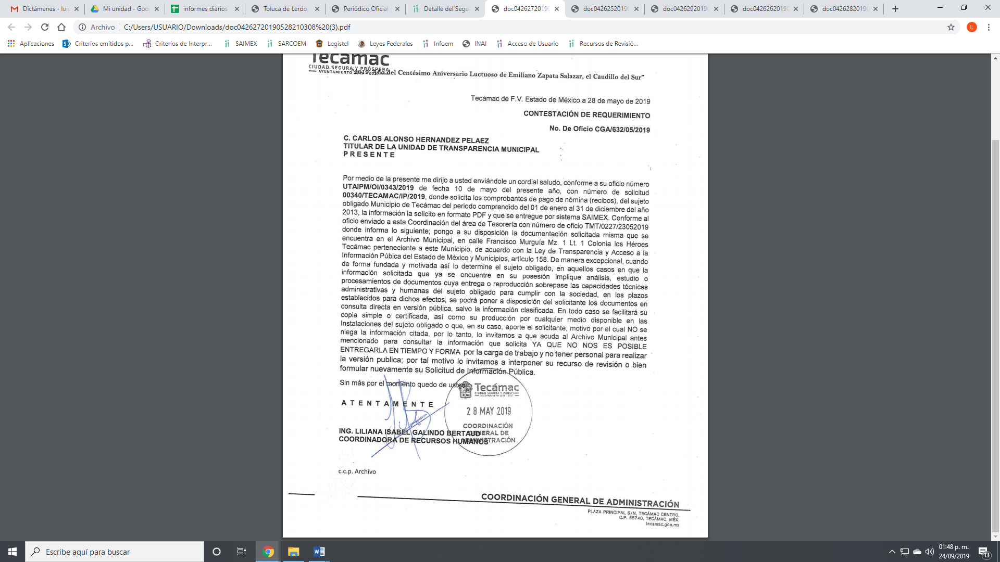 Dictámenes - luis
Mi unidad - Goo
informes diarios
Toluca de Lerdo,
Periódico Oficial
Detalle del Segui
doc04262720190
doc04262520190
doc04262920190
doc04262620190
doc04262820190
Archivo | C:/Users/USUARIO/Downloads/doc04262720190528210308%20(3).pdf
L
Aplicaciones
Criterios emitidos p...
Criterios de Interpr...
SAIMEX
SARCOEM
Legistel
Leyes Federales
Infoem
INAI
Acceso de Usuario
Recursos de Revisió...
Tecámac
CIUDAD SEGURA Y PRÓSPERA
AYUNTAMIENTO 2019 - 2021
"2019. Año del Centésimo Aniversario Luctuoso de Emiliano Zapata Salazar, el Caudillo del Sur"
Tecámac de F.V. Estado de México a 28 de mayo de 2019
CONTESTACIÓN DE REQUERIMIENTO
No. De Oficio CGA/632/05/2019
C. CARLOS ALONSO HERNANDEZ PELAEZ
TITULAR DE LA UNIDAD DE TRANSPARENCIA MUNICIPAL
P R E S E N T E
Por medio de la presente me dirijo a usted enviándole un cordial saludo, conforme a su oficio número
UTAIPM/OI/0343/2019 de fecha 10 de mayo del presente año, con número de solicitud
00340/TECAMAC/IP/2019, donde solicita los comprobantes de pago de nómina (recibos), del sujeto
obligado Municipio de Tecámac del periodo comprendido del 01 de enero al 31 de diciembre del año
2013, la información la solicito en formato PDF y que se entregue por sistema SAIMEX. Conforme al
oficio enviado a esta Coordinación del área de Tesorería con número de oficio TMT/0227/23052019
donde informa lo siguiente; pongo a su disposición la documentación solicitada misma que se
encuentra en el Archivo Municipal, en calle Francisco Murguía Mz. 1 Lt. 1 Colonia los Héroes
Tecámac perteneciente a este Municipio, de acuerdo con la Ley de Transparencia y Acceso a la
Información Púbica del Estado de México y Municipios, artículo 158. De manera excepcional, cuando
de forma fundada y motivada así lo determine el sujeto obligado, en aquellos casos en que la
información solicitada que ya se encuentre en su posesión implique análisis, estudio o
procesamientos de documentos cuya entrega o reproducción sobrepase las capacidades técnicas
administrativas y humanas del sujeto obligado para cumplir con la sociedad, en los plazos
establecidos para dichos efectos, se podrá poner a disposición del solicitante los documentos en
consulta directa en versión pública, salvo la información clasificada. En todo caso se facilitará su
copia simple o certificada, así como su producción por cualquier medio disponible en las
Instalaciones del sujeto obligado o que, en su caso, aporte el solicitante, motivo por el cual NO se
niega la información citada, por lo tanto, lo invitamos a que acuda al Archivo Municipal antes
mencionado para consultar la información que solicita YA QUE NO NOS ES POSIBLE
ENTREGARLA EN TIEMPO Y FORMA por la carga de trabajo y no tener personal para realizar
la versión publica; por tal motivo lo invitamos a interponer su recurso de revisión o bien
formular nuevamente su Solicitud de Información Pública.
Sin más por el momento quedo de usted
Tecámac
CIUDAD SEGURA Y PRÓSPERA
AYUNTAMIENTO 2019 - 2021
A T E N T A M E N T E
28 MAY 2019
COORDINACIÓN
GENERAL DE
ADMINISTRACIÓN
ING. LILIANA ISABEL GALINDO BERTAUD
COORDINADORA DE RECURSOS HUMANOS
c.c.p. Archivo
COORDINACIÓN GENERAL DE ADMINISTRACIÓN
PLAZA PRINCIPAL S/N, TECÁMAC CENTRO,
C.P. 55740, TECÁMAC, MÉX.
tecamac.gob.mx
Escribe aquí para buscar
01:48 p. m.
24/09/2019
13